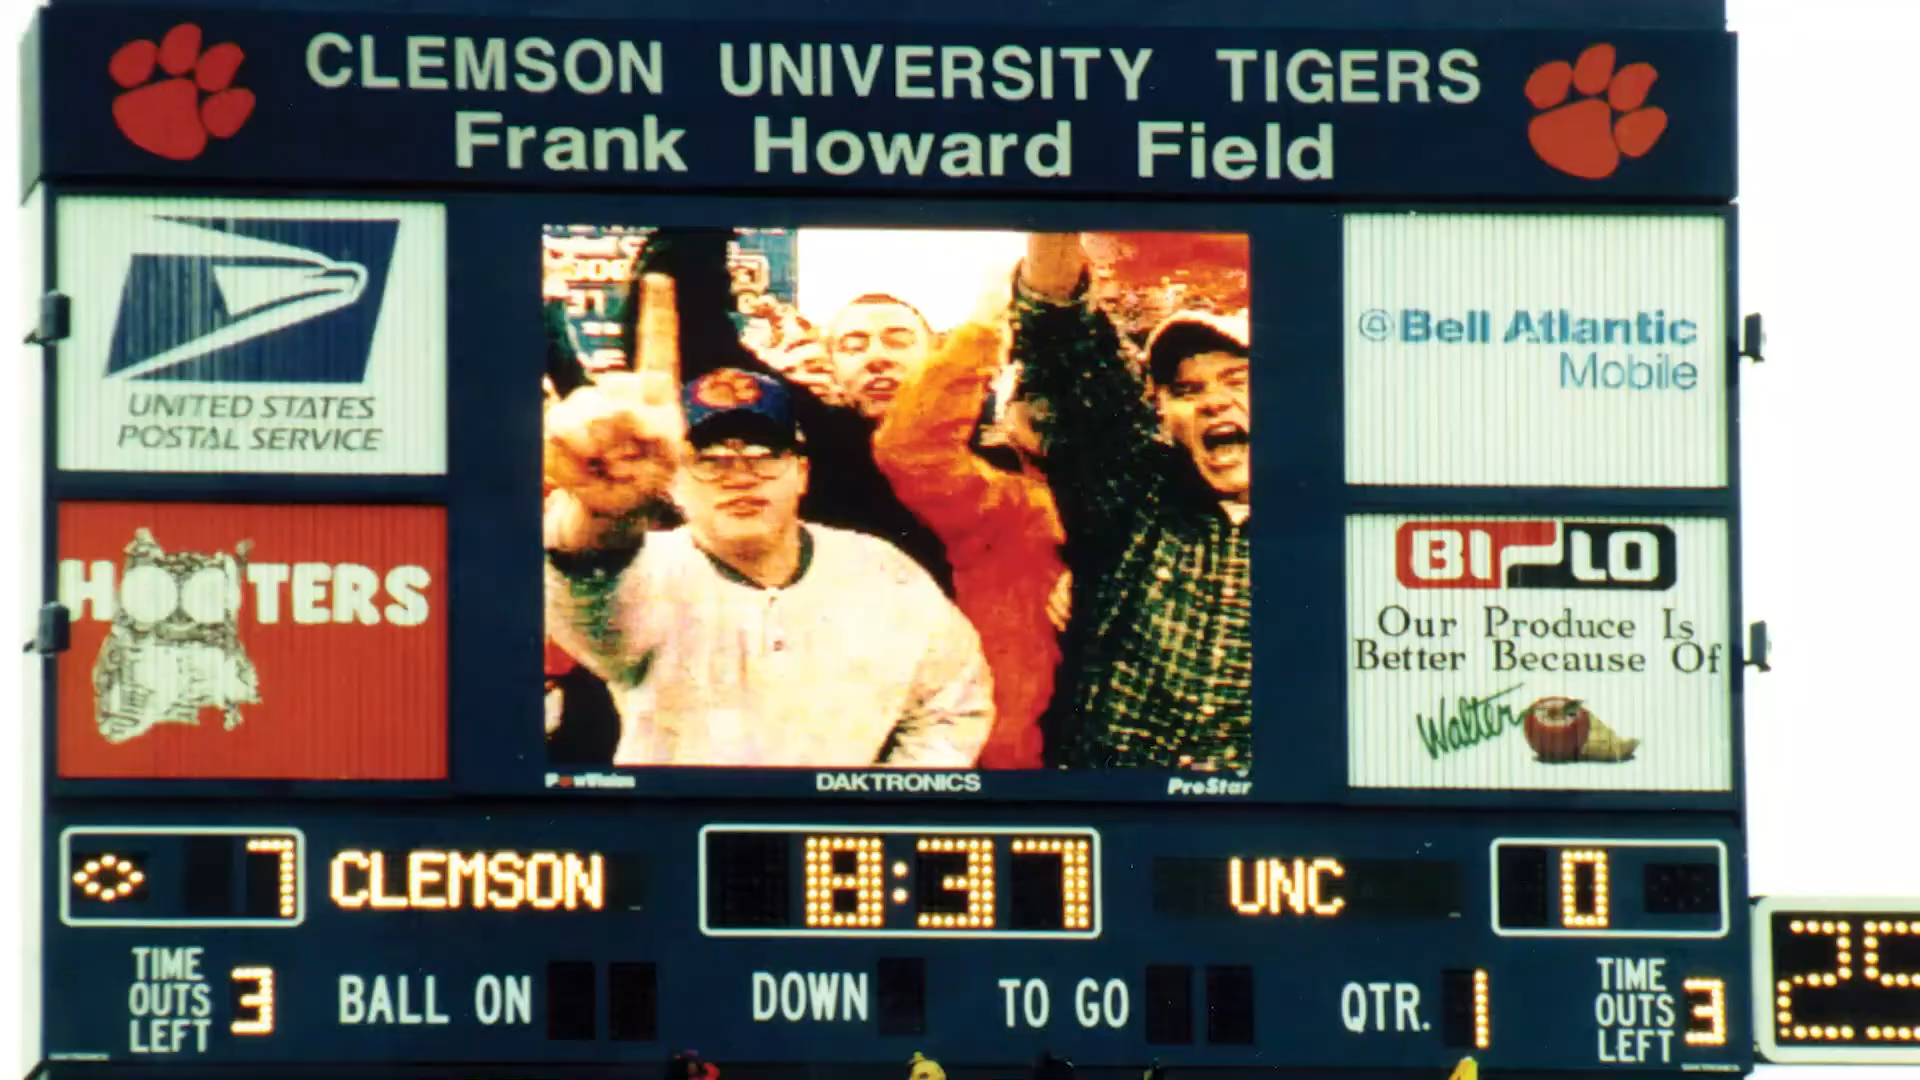 CLEMSON UNIVERSITY TIGERS
Frank Howard Field
UNITED STATES
POSTAL SERVICE
Bell Atlantic
Mobile
HOOTERS
BI-LO
Our Produce Is
Better Because Of
Walter
PawVision DAKTRONICS ProStar
7 CLEMSON 8:37 UNC 0
TIME OUTS LEFT 3 BALL ON DOWN TO GO QTR. 1 TIME OUTS LEFT 3
25